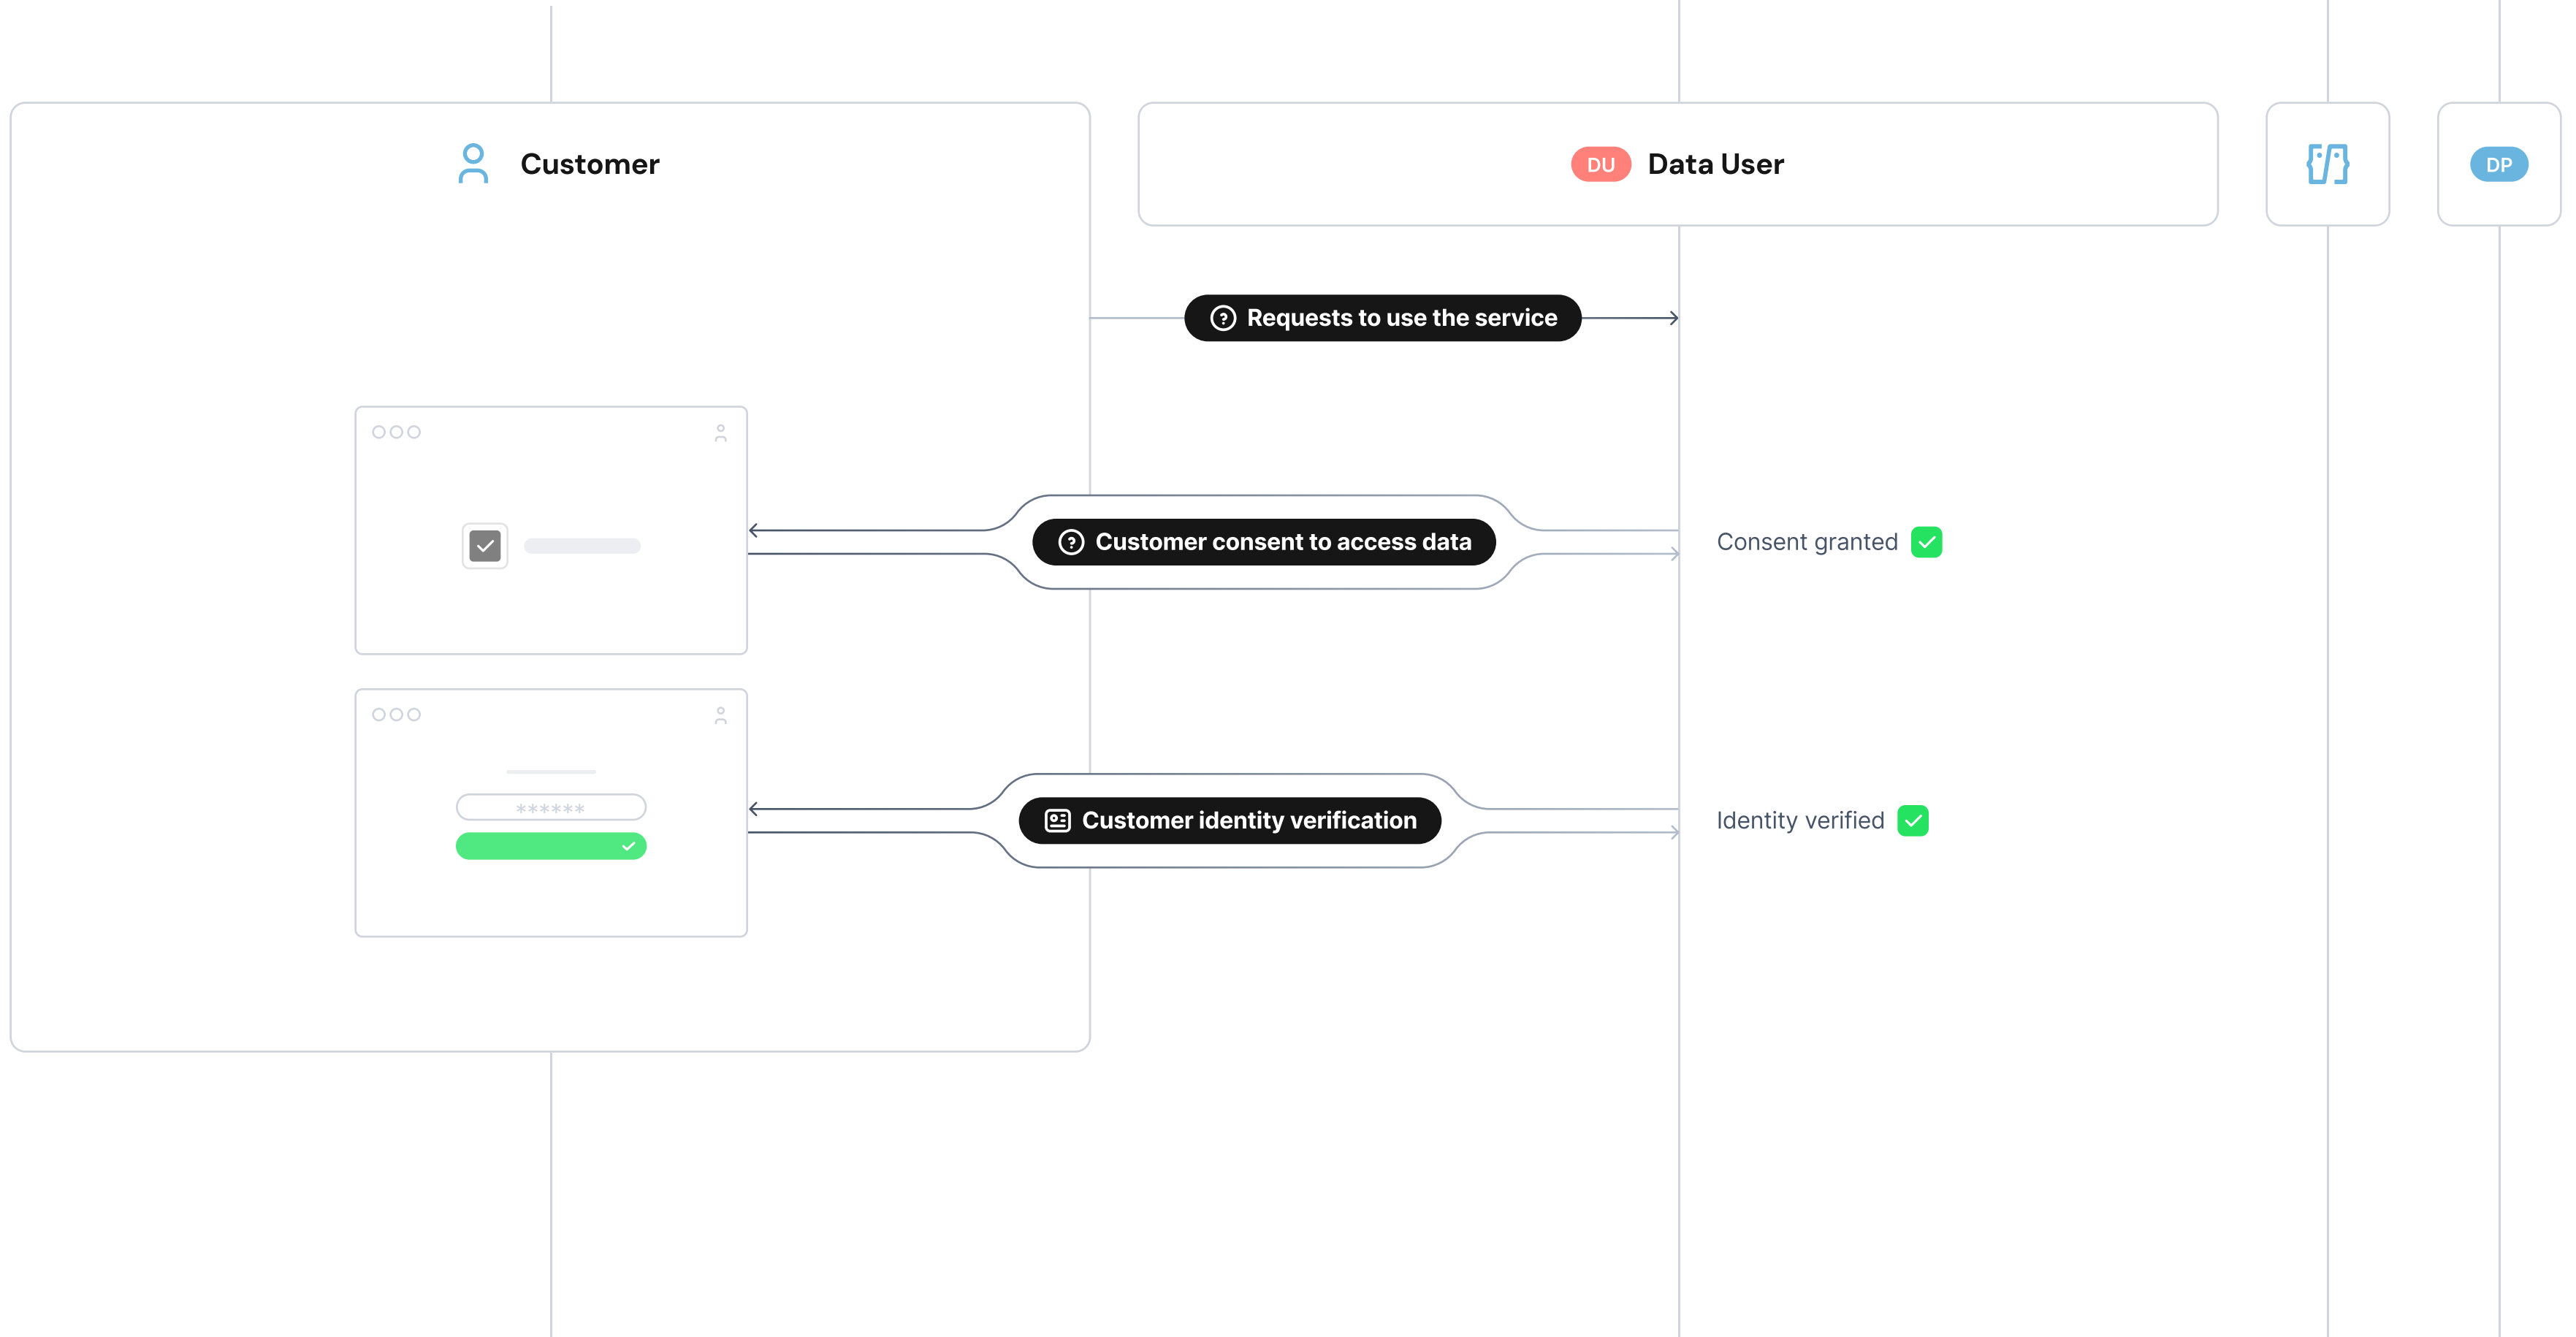 Customer
DU Data User
DP
Requests to use the service
Customer consent to access data
Consent granted
******
Customer identity verification
Identity verified